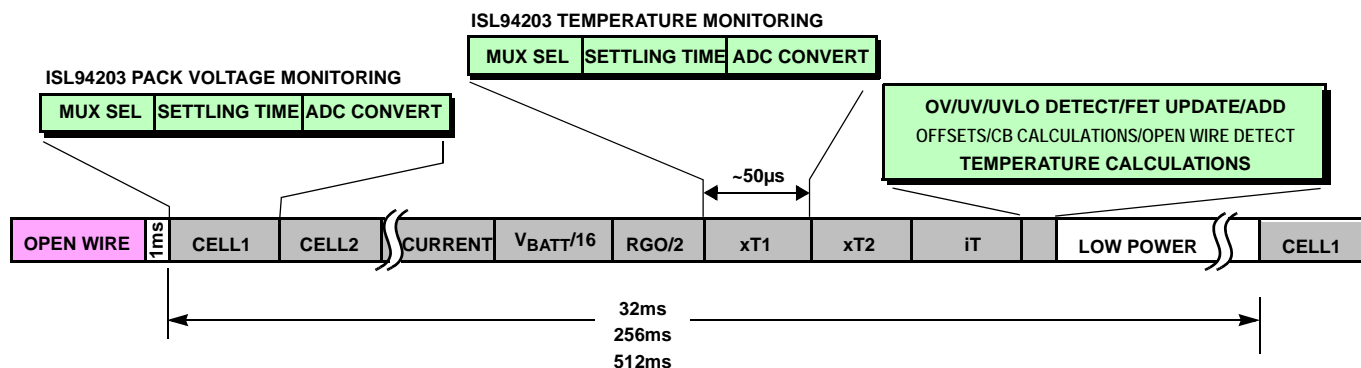 ISL94203 TEMPERATURE MONITORING
MUX SEL SETTLING TIME ADC CONVERT
ISL94203 PACK VOLTAGE MONITORING
MUX SEL SETTLING TIME ADC CONVERT
OV/UV/UVLO DETECT/FET UPDATE/ADD
OFFSETS/CB CALCULATIONS/OPEN WIRE DETECT
TEMPERATURE CALCULATIONS
~50µs
OPEN WIRE 1ms CELL1 CELL2 CURRENT VBATT/16 RGO/2 xT1 xT2 iT LOW POWER CELL1
32ms
256ms
512ms